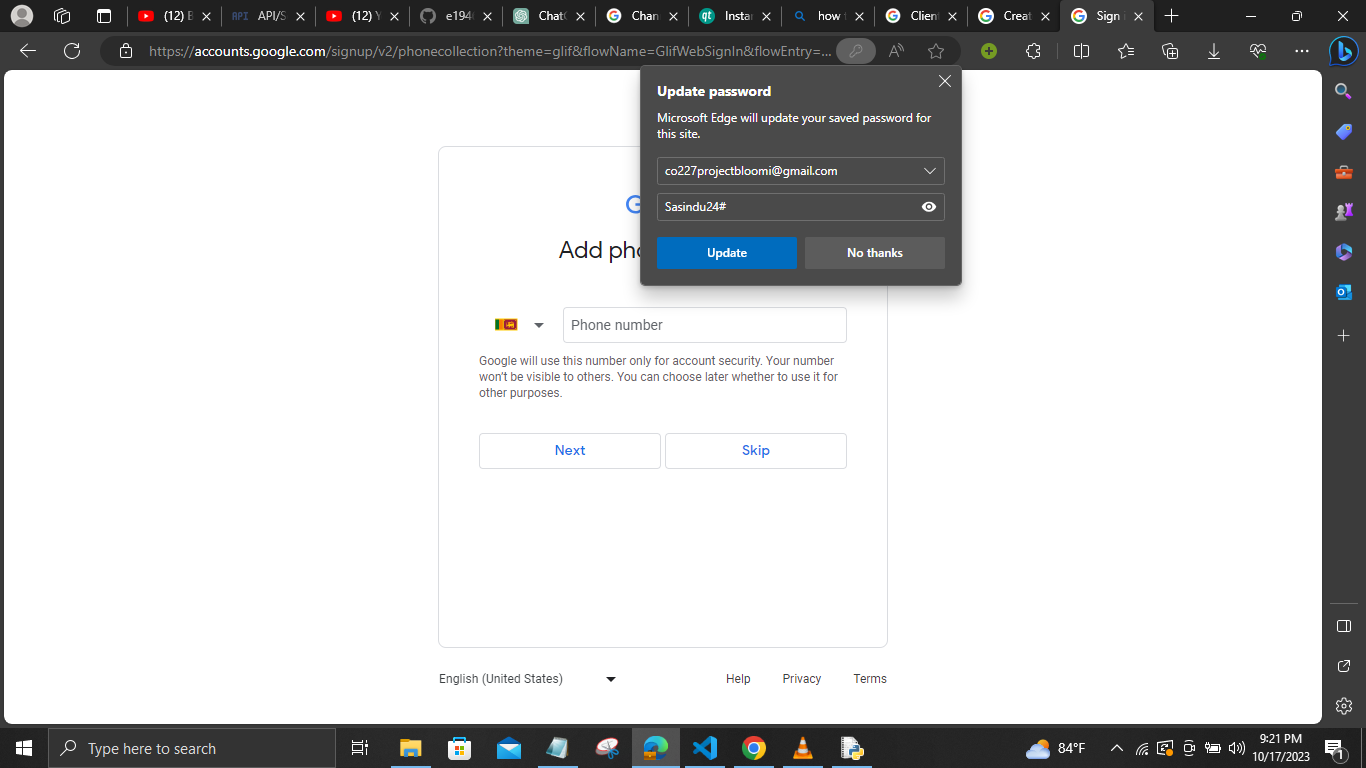 (12) B
API/S
(12) Y
e194
Chat
Chan
Insta
how
Client
Creat
Sign
https://accounts.google.com/signup/v2/phonecollection?theme=glif&flowName=GlifWebSignIn&flowEntry=...
Update password
Microsoft Edge will update your saved password for
this site.
co227projectbloomi@gmail.com
Sasindu24#
Update No thanks
G
Add pho
Phone number
Google will use this number only for account security. Your number
won't be visible to others. You can choose later whether to use it for
other purposes.
Next Skip
English (United States) Help Privacy Terms
Type here to search
84°F
9:21 PM
10/17/2023
1